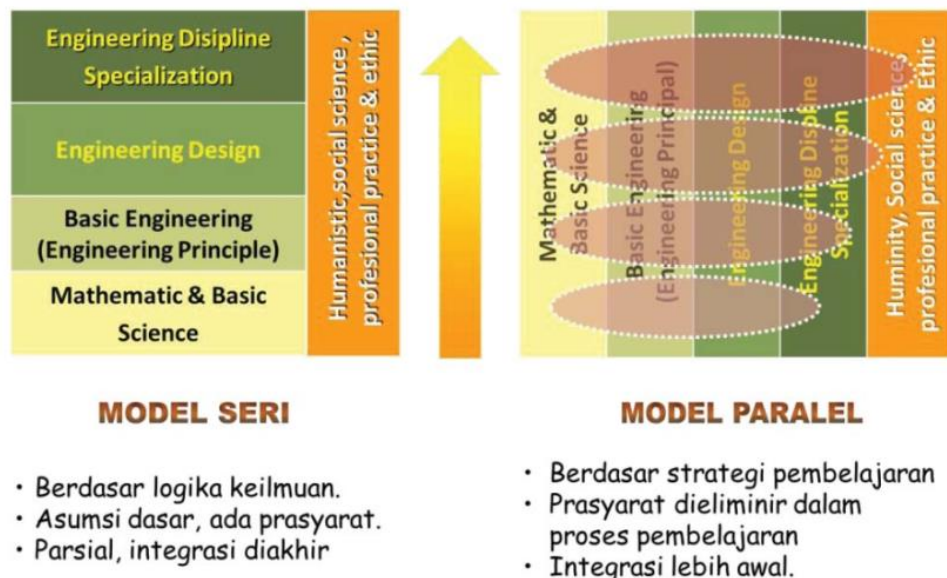 Engineering Disipline
Specialization
Engineering Design
Basic Engineering
(Engineering Principle)
Mathematic & Basic
Science
Humanistic,social science ,
profesional practice & ethic
Mathematic &
Basic Science
Basic Engineering
(Engineering Principal)
Engineering Design
Engineering Displine
Specialization
Huminity, Social science,
profesional practice & Ethic
MODEL SERI
• Berdasar logika keilmuan.
• Asumsi dasar, ada prasyarat.
• Parsial, integrasi diakhir
MODEL PARALEL
• Berdasar strategi pembelajaran
• Prasyarat dieliminir dalam
proses pembelajaran
• Integrasi lebih awal.